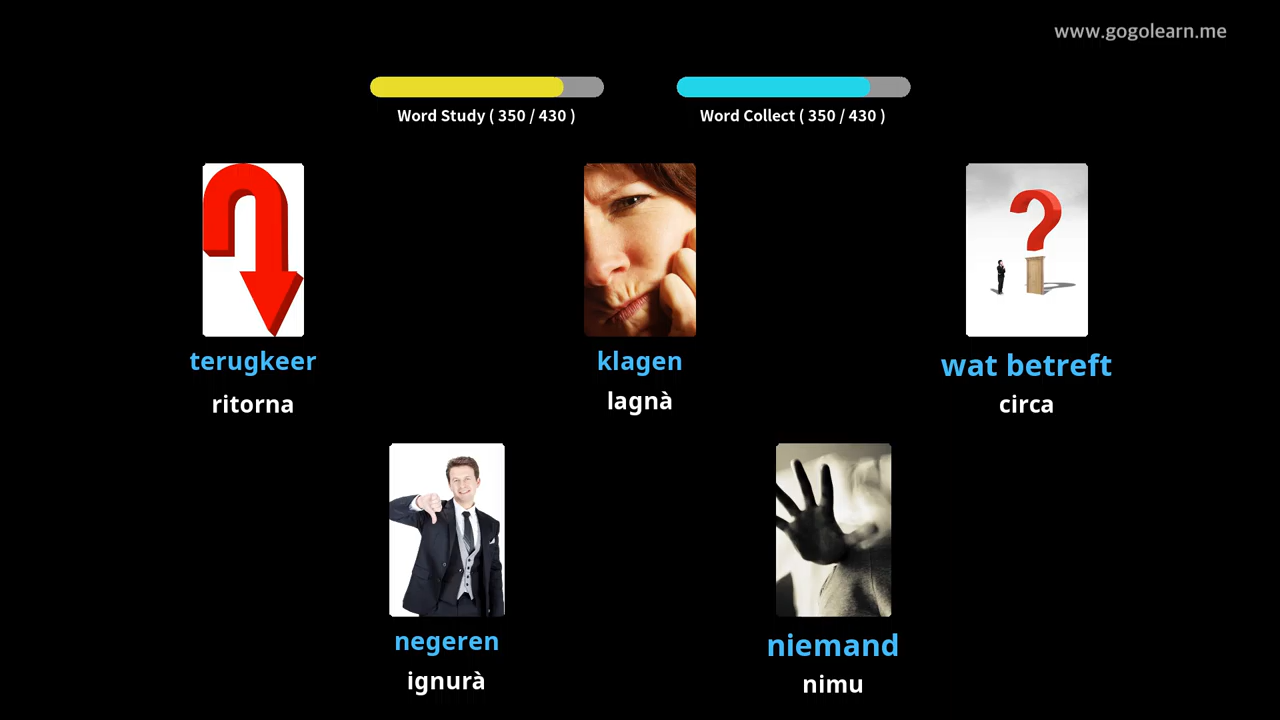 www.gogolearn.me
Word Study ( 350 / 430 )
Word Collect ( 350 / 430 )
terugkeer
ritorna
klagen
lagnà
wat betreft
circa
negeren
ignurà
niemand
nimu